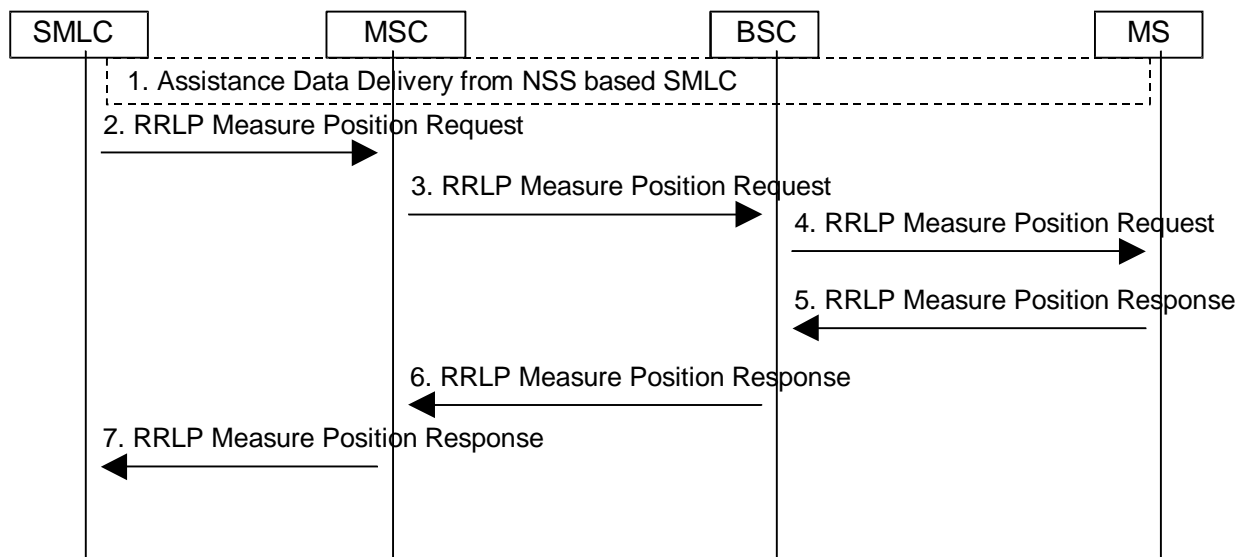 SMLC
MSC
BSC
MS
1. Assistance Data Delivery from NSS based SMLC
2. RRLP Measure Position Request
3. RRLP Measure Position Request
4. RRLP Measure Position Request
5. RRLP Measure Position Response
6. RRLP Measure Position Response
7. RRLP Measure Position Response